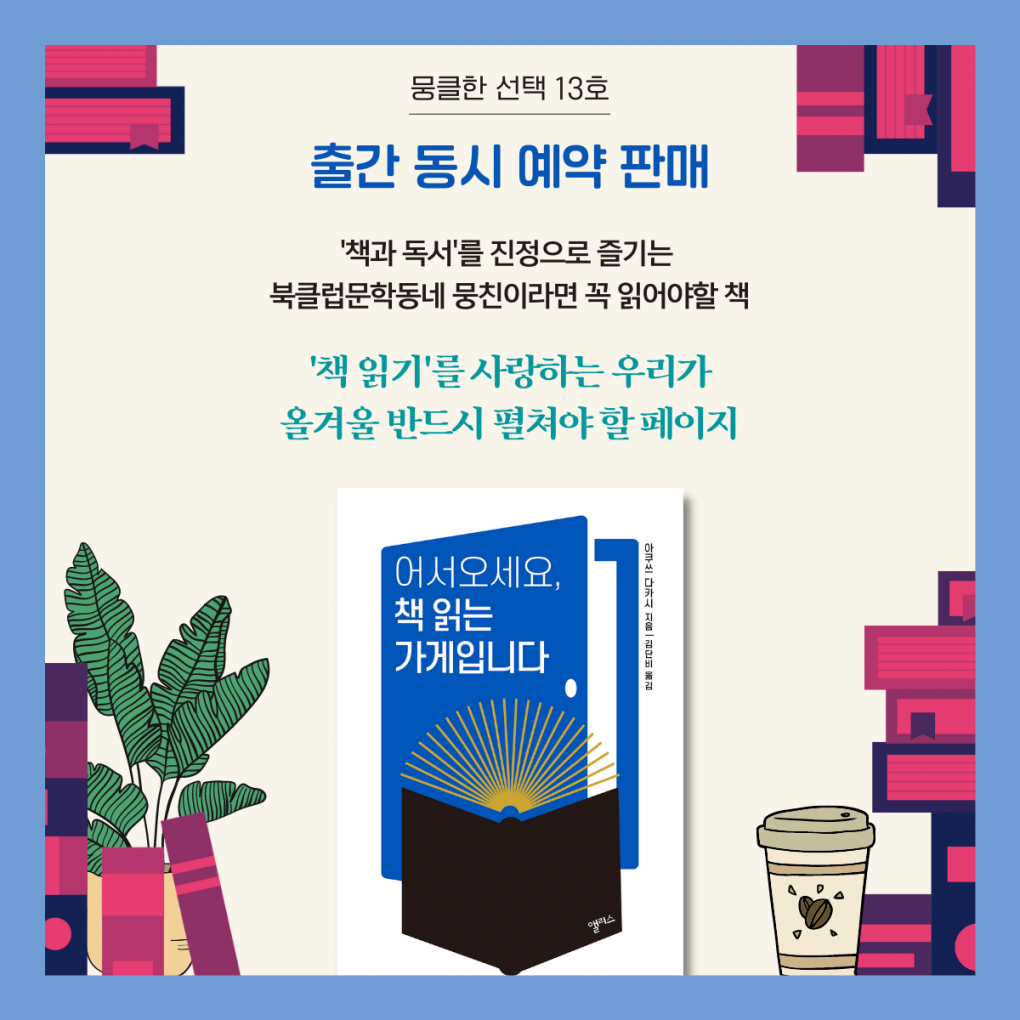 뭉클한 선택 13호
출간 동시 예약 판매
'책과 독서'를 진정으로 즐기는
북클럽문학동네 뭉친이라면 꼭 읽어야할 책
'책 읽기'를 사랑하는 우리가
올겨울 반드시 펼쳐야 할 페이지
어서오세요,
책 읽는
가게입니다
아쿠쓰 다카시 지음 | 김단비 옮김
앨리스